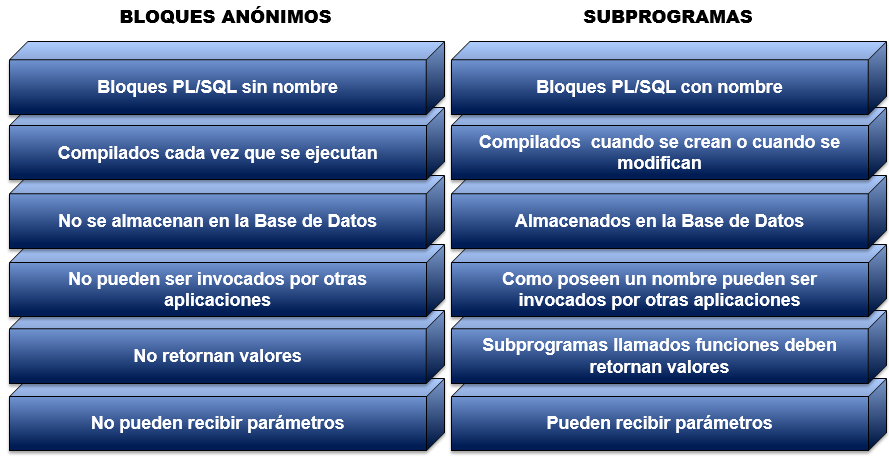 BLOQUES ANÓNIMOS
Bloques PL/SQL sin nombre
Compilados cada vez que se ejecutan
No se almacenan en la Base de Datos
No pueden ser invocados por otras
aplicaciones
No retornan valores
No pueden recibir parámetros
SUBPROGRAMAS
Bloques PL/SQL con nombre
Compilados cuando se crean o cuando se
modifican
Almacenados en la Base de Datos
Como poseen un nombre pueden ser
invocados por otras aplicaciones
Subprogramas llamados funciones deben
retornan valores
Pueden recibir parámetros